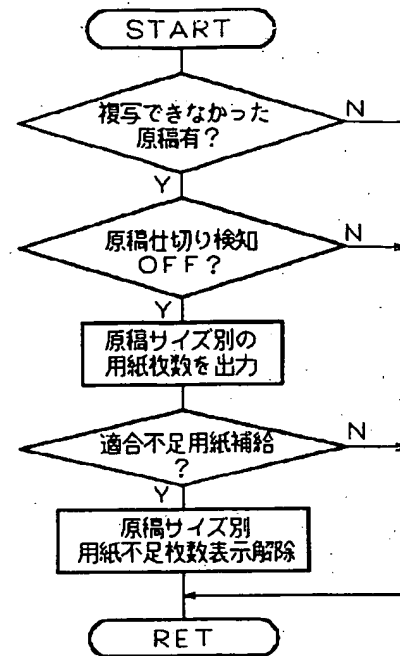 START
複写できなかった
原稿有?
N
Y
原稿仕切り検知
OFF?
N
Y
原稿サイズ別の
用紙枚数を出力
適合不足用紙補給
?
N
Y
原稿サイズ別
用紙不足枚数表示解除
RET